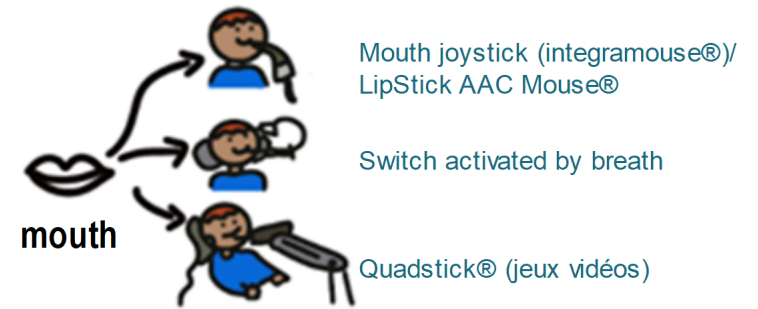 Mouth joystick (integramouse®)/
LipStick AAC Mouse®
Switch activated by breath
mouth
Quadstick® (jeux vidéos)